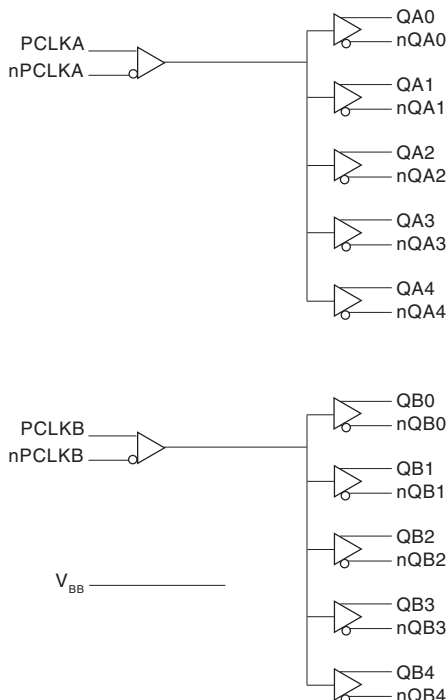 QA0
PCLKA
nQA0
nPCLKA
QA1
nQA1
QA2
nQA2
QA3
nQA3
QA4
nQA4
QB0
PCLKB
nQB0
nPCLKB
QB1
nQB1
QB2
nQB2
VBB
QB3
nQB3
QB4
nQB4